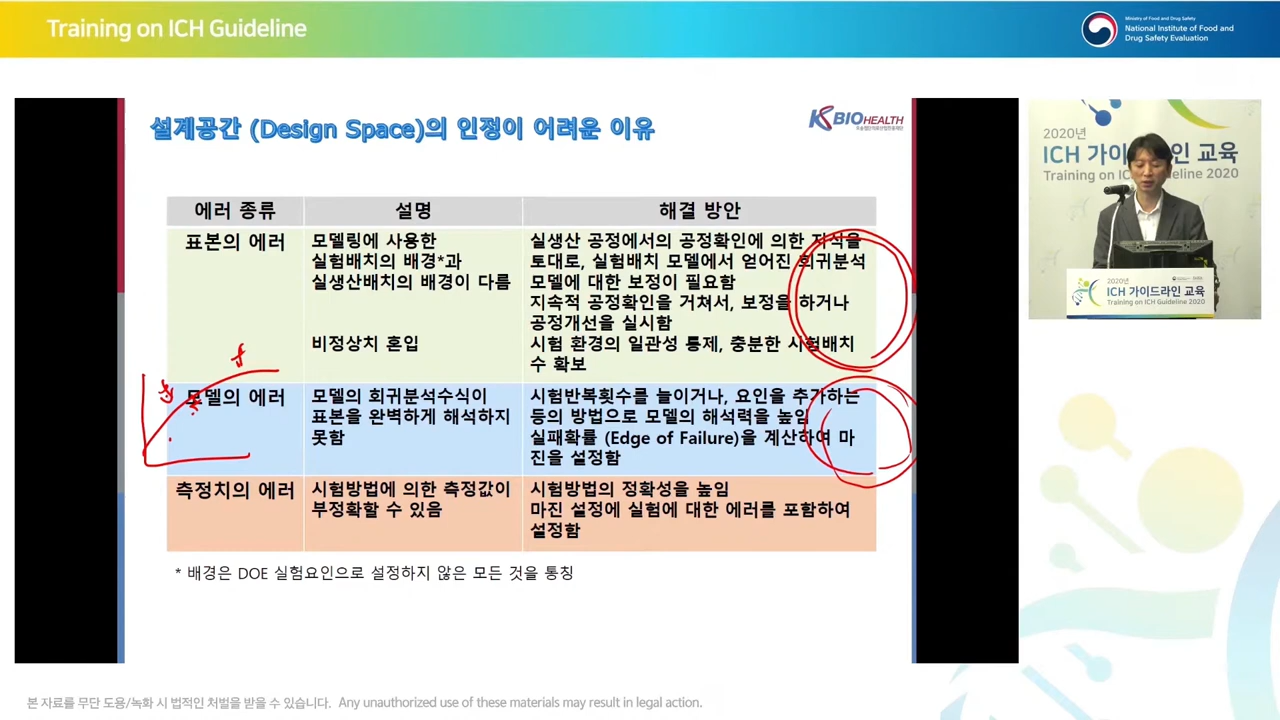 Training on ICH Guideline
Ministry of Food and Drug Safety
National Institute of Food and
Drug Safety Evaluation
설계공간 (Design Space)의 인정이 어려운 이유
KBIOHEALTH
에러 종류 설명 해결 방안
표본의 에러
모델링에 사용한
실험배치의 배경*과
실생산배치의 배경이 다름
실생산 공정에서의 공정확인에 의한 지식을
토대로, 실험배치 모델에서 얻어진 회귀분석
모델에 대한 보정이 필요함
지속적 공정확인을 거쳐서, 보정을 하거나
공정개선을 실시함
비정상치 혼입
시험 환경의 일관성 통제, 충분한 시험배치
수 확보
모델의 에러
모델의 회귀분석수식이
표본을 완벽하게 해석하지
못함
시험반복횟수를 늘이거나, 요인을 추가하는
등의 방법으로 모델의 해석력을 높임
실패확률 (Edge of Failure)을 계산하여 마
진을 설정함
측정치의 에러
시험방법에 의한 측정값이
부정확할 수 있음
시험방법의 정확성을 높임
마진 설정에 실험에 대한 에러를 포함하여
설정함
* 배경은 DOE 실험요인으로 설정하지 않은 모든 것을 통칭
2020년
ICH 가 인 교육
Training on IC line 2020
2020년
ICH 가이드라인 교육
Training on ICH Guideline 2020
본 자료를 무단 도용/녹화 시 법적인 처벌을 받을 수 있습니다. Any unauthorized use of these materials may result in legal action.